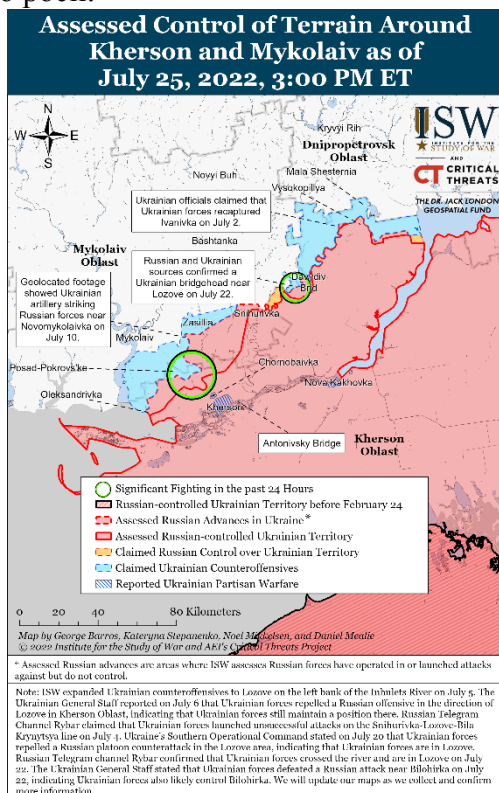 Assessed Control of Terrain Around
Kherson and Mykolaiv as of
July 25, 2022, 3:00 PM ET
N
W
E
S
ISW
INSTITUTE FOR THE
STUDY OF WAR
AND
CT CRITICAL
THREATS
THE DR. JACK LONDON
GEOSPATIAL FUND
Kryvyi Rih
Dnipropetrovsk
Oblast
Novyi Buh
Mala Shesternia
Vysokopillya
Ukrainian officials claimed that
Ukrainian forces recaptured
Ivanivka on July 2.
Bashtanka
Mykolaiv
Oblast
Russian and Ukrainian
sources confirmed a
Ukrainian bridgehead near
Lozove on July 22.
Davydiv
Brid
Geolocated footage
showed Ukrainian
artillery striking
Russian forces near
Novomykolaivka on
July 10.
Snihurivka
Zasillia
Mykolaiv
Posad-Pokrovs'ke
Chornobaivka
Nova Kakhovka
Oleksandrivka
Kherson
Antonivsky Bridge
Kherson
Oblast
Significant Fighting in the past 24 Hours
Russian-controlled Ukrainian Territory before February 24
Assessed Russian Advances in Ukraine*
Assessed Russian-controlled Ukrainian Territory
Claimed Russian Control over Ukrainian Territory
Claimed Ukrainian Counteroffensives
Reported Ukrainian Partisan Warfare
0 20 40 80 Kilometers
Map by George Barros, Kateryna Stepanenko, Noel Mikkelsen, and Daniel Mealie
© 2022 Institute for the Study of War and AEI's Critical Threats Project
* Assessed Russian advances are areas where ISW assesses Russian forces have operated in or launched attacks
against but do not control.
Note: ISW expanded Ukrainian counteroffensives to Lozove on the left bank of the Inhulets River on July 5. The
Ukrainian General Staff reported on July 6 that Ukrainian forces repelled a Russian offensive in the direction of
Lozove in Kherson Oblast, indicating that Ukrainian forces still maintain a position there. Russian Telegram
Channel Rybar claimed that Ukrainian forces launched unsuccessful attacks on the Snihurivka-Lozove-Bila
Krynytsya line on July 4. Ukraine's Southern Operational Command stated on July 20 that Ukrainian forces
repelled a Russian platoon counterattack in the Lozove area, indicating that Ukrainian forces are in Lozove.
Russian Telegram channel Rybar confirmed that Ukrainian forces crossed the river and are in Lozove on July
22. The Ukrainian General Staff stated that Ukrainian forces defeated a Russian attack near Bilohirka on July
22, indicating Ukrainian forces also likely control Bilohirka. We will update our maps as we collect and confirm
more information.